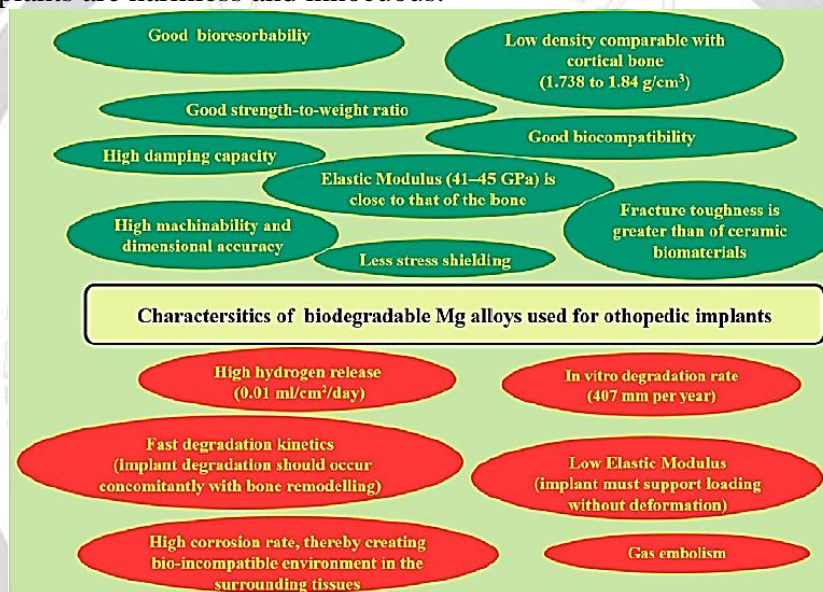 plants are harmless and innocuous.
Good bioresorbabiliy
Low density comparable with
cortical bone
(1.738 to 1.84 g/cm³)
Good strength-to-weight ratio
Good biocompatibility
High damping capacity
Elastic Modulus (41–45 GPa) is
close to that of the bone
High machinability and
dimensional accuracy
Fracture toughness is
greater than of ceramic
biomaterials
Less stress shielding
Charactersitics of biodegradable Mg alloys used for othopedic implants
High hydrogen release
(0.01 ml/cm²/day)
In vitro degradation rate
(407 mm per year)
Fast degradation kinetics
(implant degradation should occur
concomitantly with bone remodelling)
Low Elastic Modulus
(implant must support loading
without deformation)
High corrosion rate, thereby creating
bio-incompatible environment in the
surrounding tissues
Gas embolism